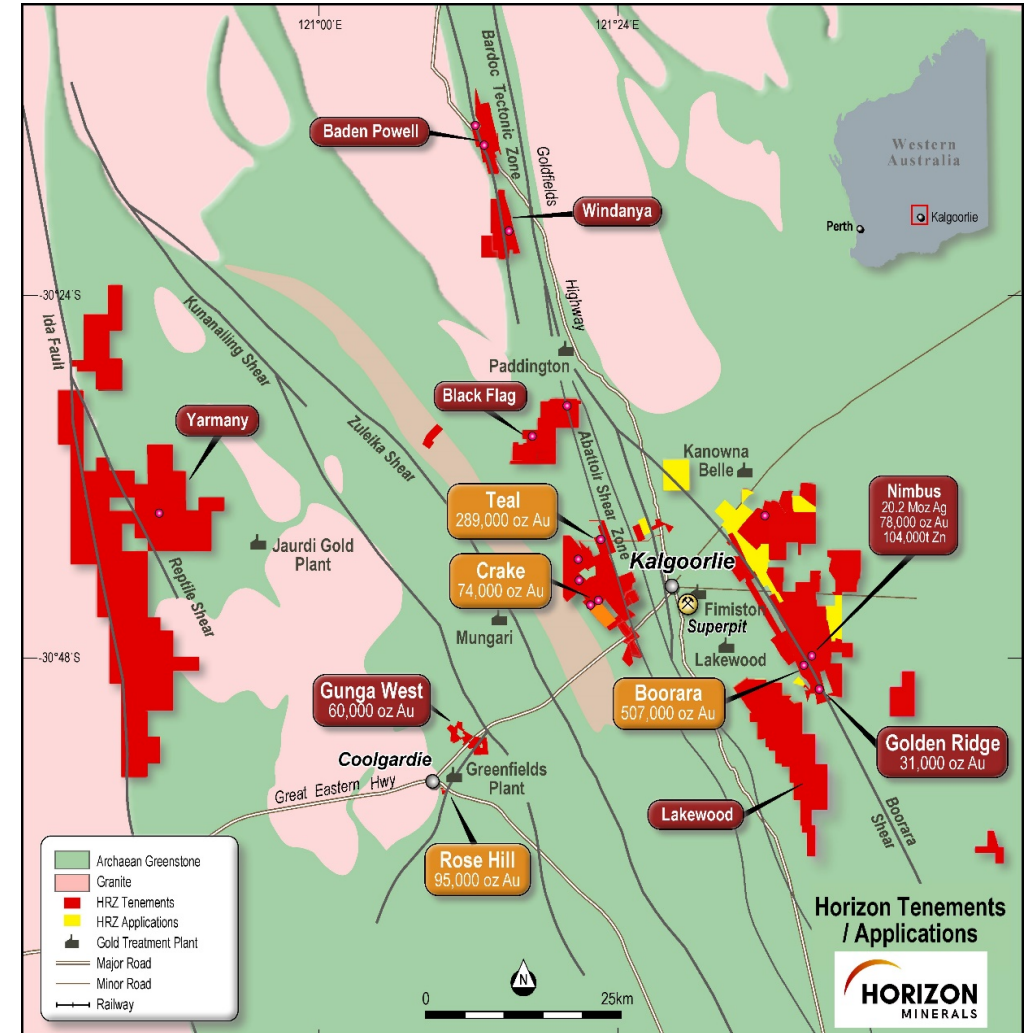 121°00´E
121°24´E
Bardoc Tectonic Zone
Baden Powell
Goldfields
Western
Australia
Windanya
Perth
Kalgoorlie
-30°24´S
Highway
Ida Fault
Kunanalling Shear
Paddington
Black Flag
Yarmany
Zuleika Shear
Abattoir Shear Zone
Kanowna
Belle
Teal
289,000 oz Au
Nimbus
20.2 Moz Ag
78,000 oz Au
104,000t Zn
Jaurdi Gold
Plant
Kalgoorlie
Crake
74,000 oz Au
Reptile Shear
Fimiston
Superpit
Mungari
-30°48´S
Lakewood
Gunga West
60,000 oz Au
Boorara
507,000 oz Au
Golden Ridge
31,000 oz Au
Coolgardie
Greenfields
Plant
Great Eastern Hwy
Lakewood
Boorara
Shear
Rose Hill
95,000 oz Au
Archaean Greenstone
Granite
HRZ Tenements
HRZ Applications
Gold Treatment Plant
Major Road
Minor Road
Railway
N
0
25km
Horizon Tenements
/ Applications
HORIZON
MINERALS